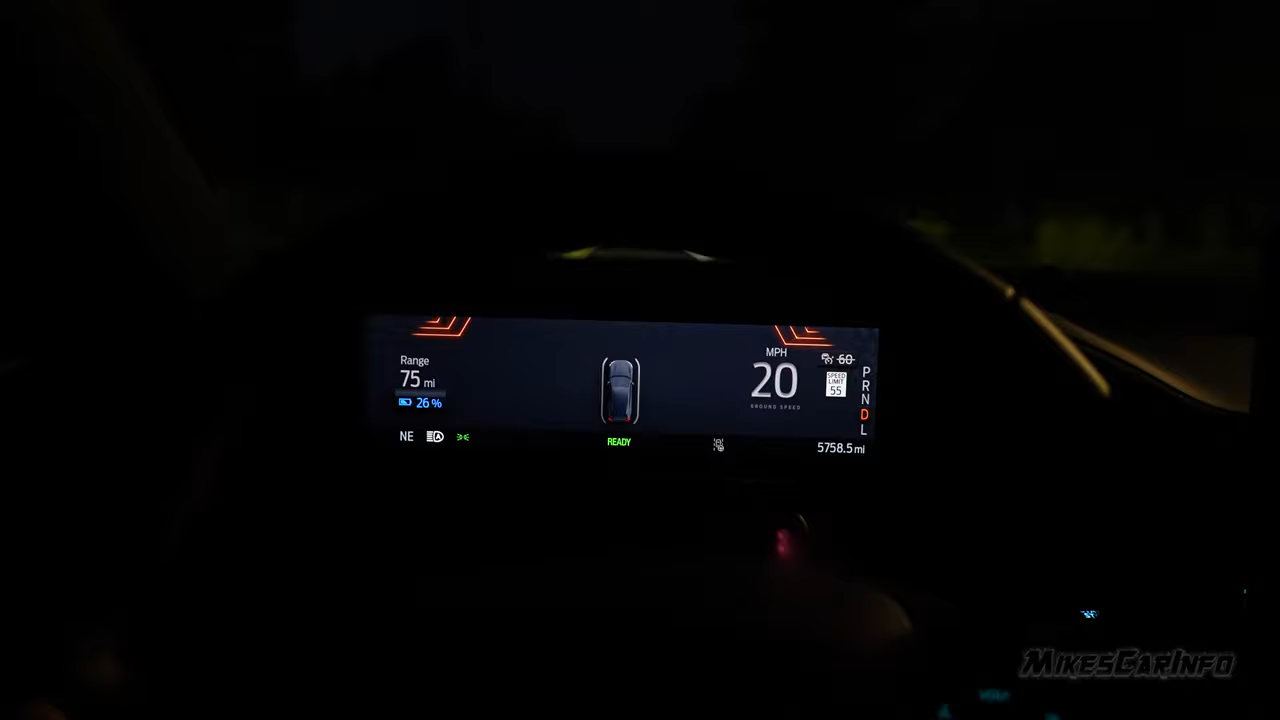 Range
75 mi
26 %
NE
READY
MPH
20
GROUND SPEED
60
SPEED
LIMIT
55
P
R
N
D
L
5758.5 mi
MIKESCARINFO